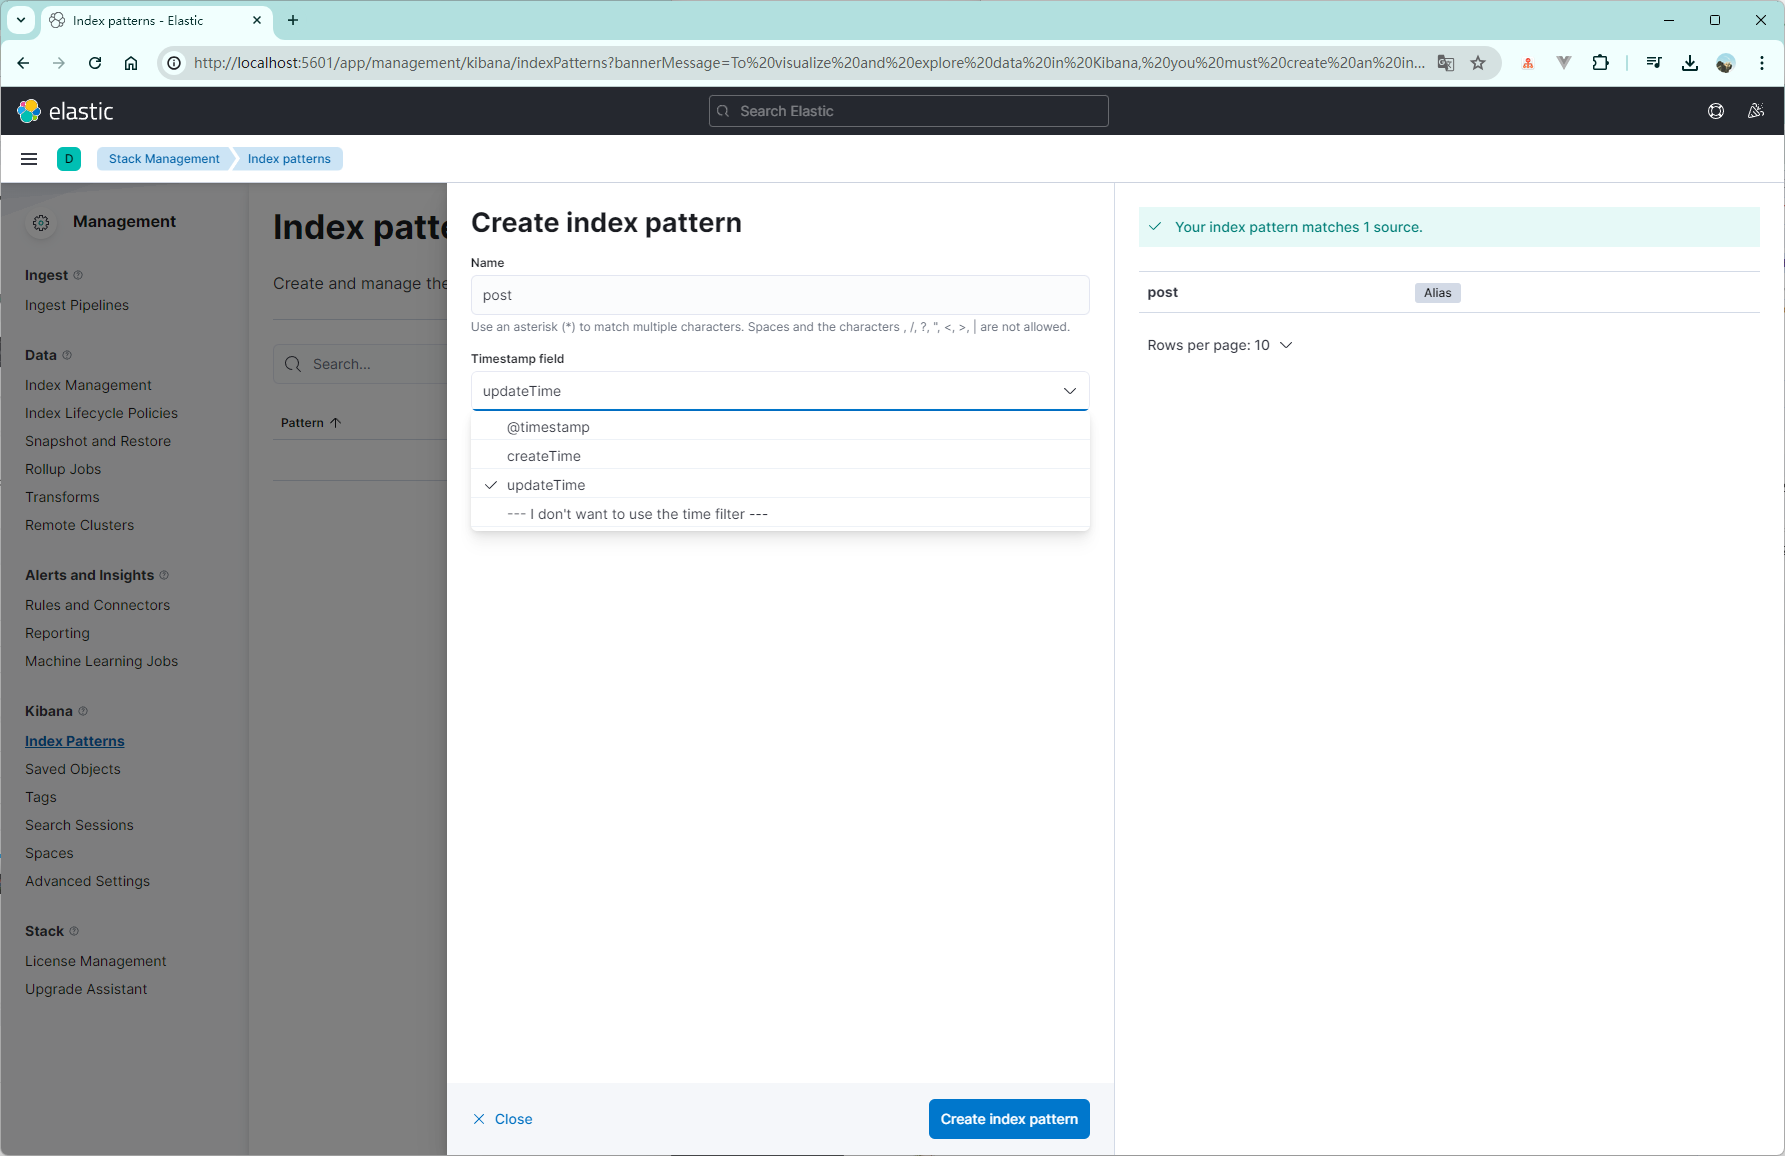 Index patterns - Elastic
http://localhost:5601/app/management/kibana/indexPatterns?bannerMessage=To%20visualize%20and%20explore%20data%20in%20Kibana,%20you%20must%20create%20an%20in...
elastic
Search Elastic
D
Stack Management
Index patterns
Management
Ingest
Ingest Pipelines
Data
Index Management
Index Lifecycle Policies
Snapshot and Restore
Rollup Jobs
Transforms
Remote Clusters
Alerts and Insights
Rules and Connectors
Reporting
Machine Learning Jobs
Kibana
Index Patterns
Saved Objects
Tags
Search Sessions
Spaces
Advanced Settings
Stack
License Management
Upgrade Assistant
Index patte
Create and manage the
Search...
Pattern
Create index pattern
Name
post
Use an asterisk (*) to match multiple characters. Spaces and the characters , /, ?, ", <, >, | are not allowed.
Timestamp field
updateTime
@timestamp
createTime
updateTime
--- I don't want to use the time filter ---
Close
Create index pattern
Your index pattern matches 1 source.
post
Alias
Rows per page: 10